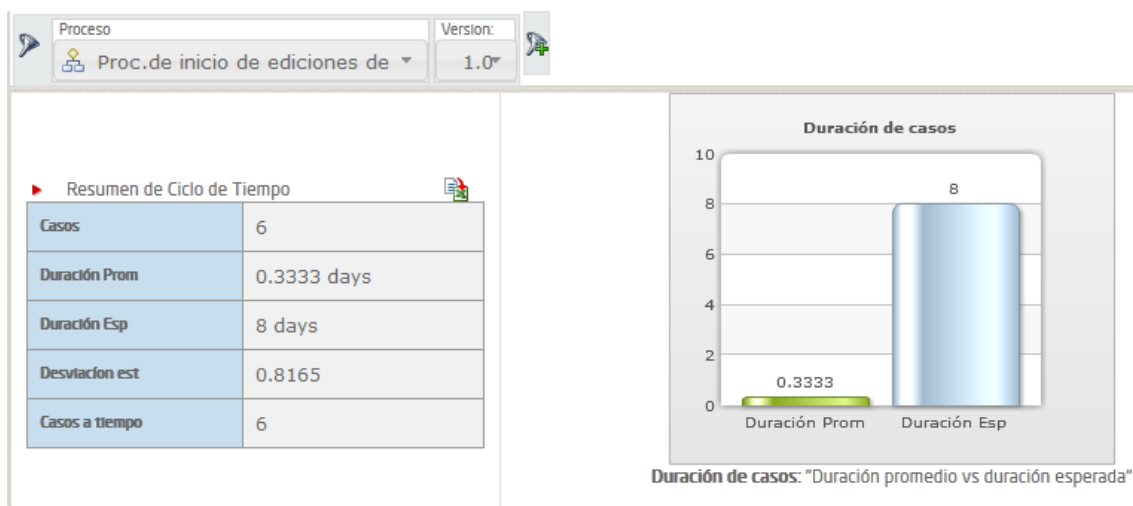 Proceso
Version:
Proc.de inicio de ediciones de
1.0
Resumen de Ciclo de Tiempo
Casos 6
Duración Prom 0.3333 days
Duración Esp 8 days
Desviacíon est 0.8165
Casos a tiempo 6
Duración de casos
10
8
8
6
4
2
0.3333
0
Duración Prom Duración Esp
Duración de casos: "Duración promedio vs duración esperada"